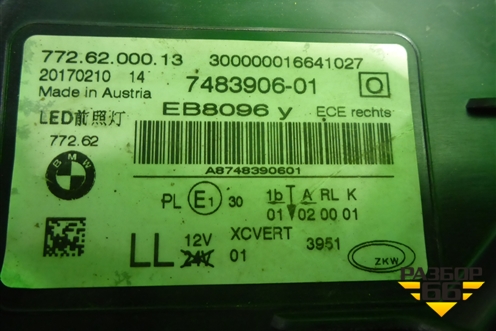 772.62.000.13 300000016641027
20170210 14 7483906-01
Made in Austria
EB8096 y ECE rechts
LED前照灯
772.62
BMW
A8748390601
PL E1 30 1b A RL K
01 02 00 01
LL 12V XCVERT 3951
24V 01
ZKW
РАЗБОР
66